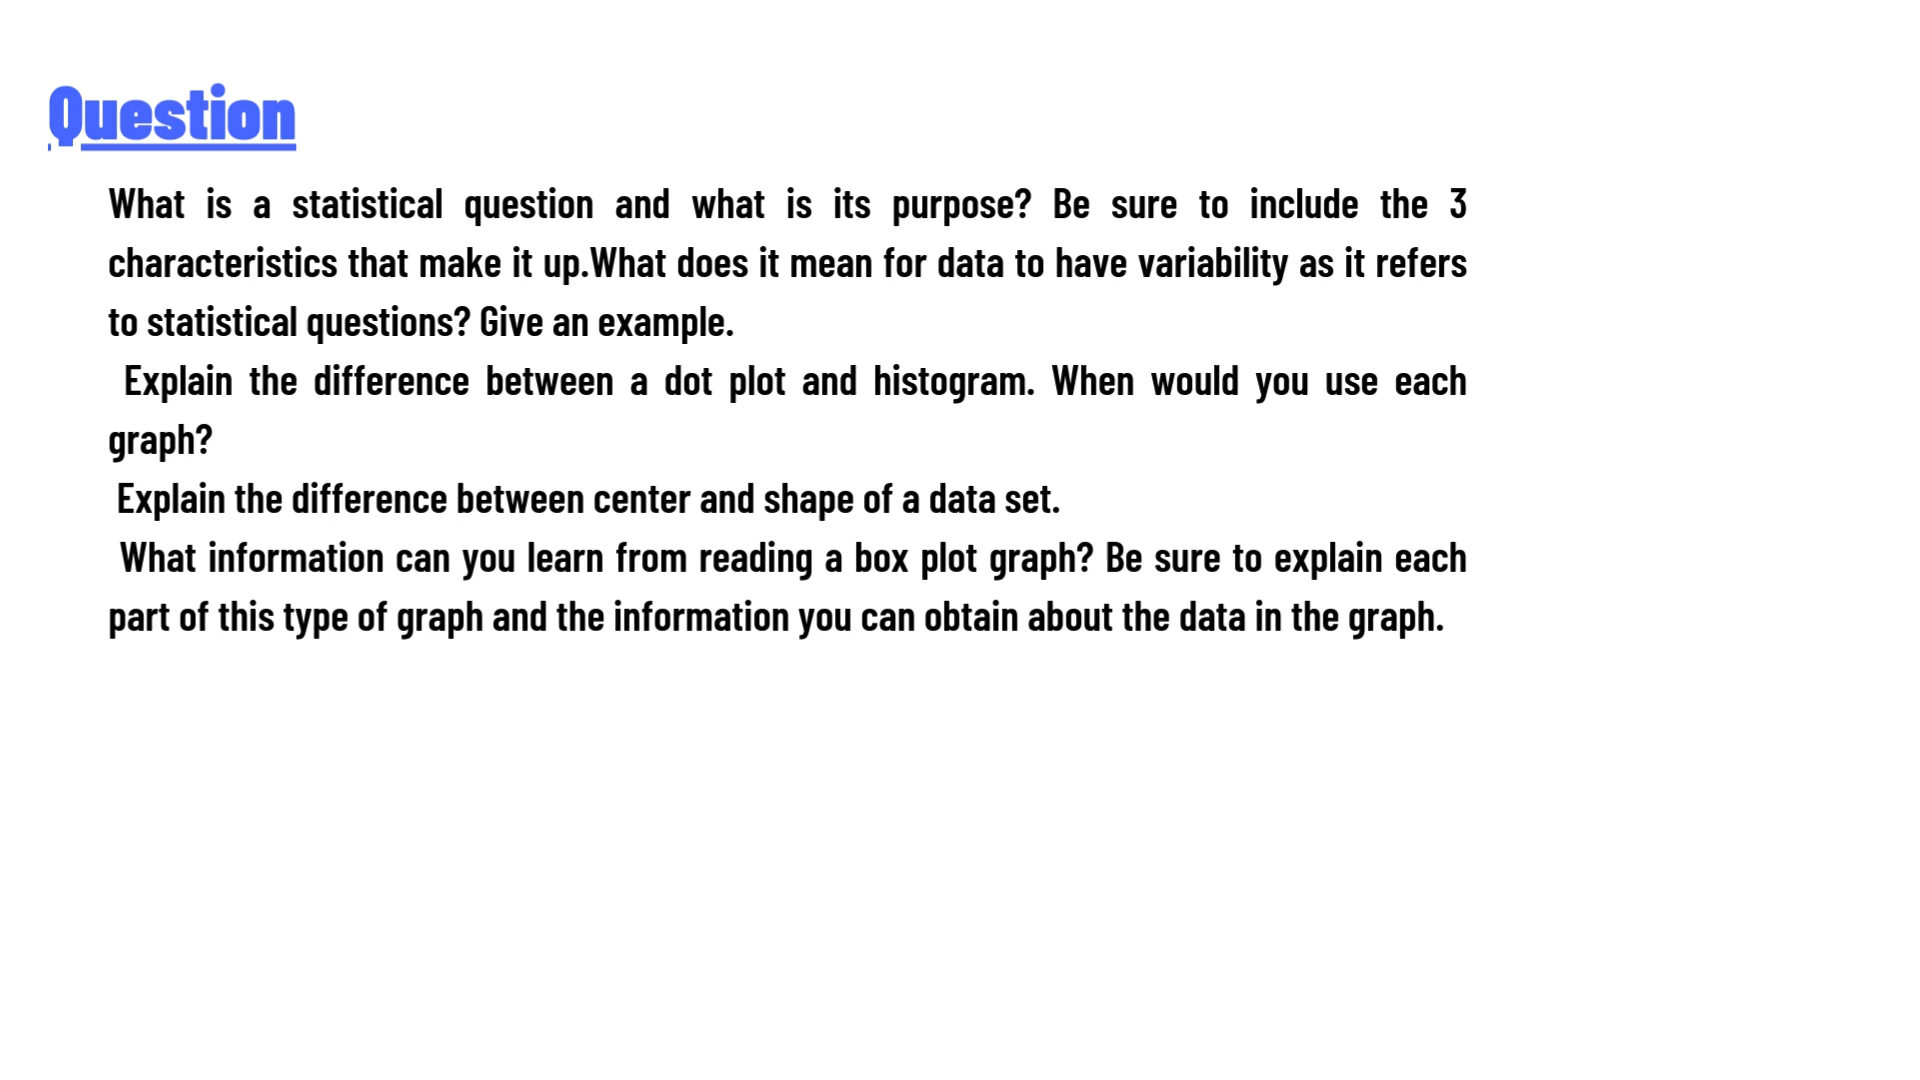 Question
What is a statistical question and what is its purpose? Be sure to include the 3
characteristics that make it up.What does it mean for data to have variability as it refers
to statistical questions? Give an example.
Explain the difference between a dot plot and histogram. When would you use each
graph?
Explain the difference between center and shape of a data set.
What information can you learn from reading a box plot graph? Be sure to explain each
part of this type of graph and the information you can obtain about the data in the graph.